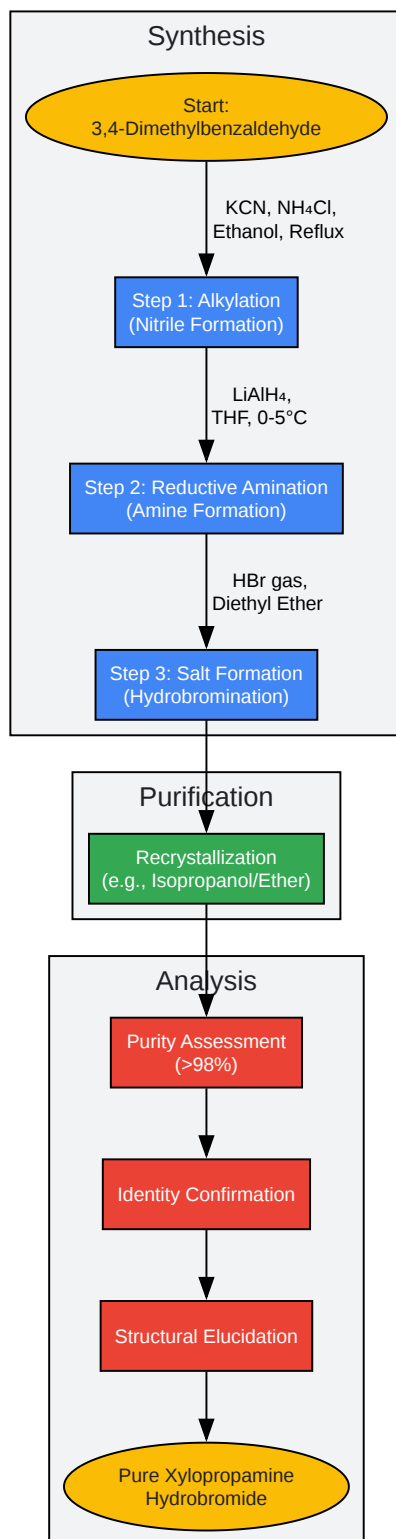 Synthesis
Start:
3,4-Dimethylbenzaldehyde
KCN, NH₄Cl,
Ethanol, Reflux
Step 1: Alkylation
(Nitrile Formation)
LiAlH₄,
THF, 0-5°C
Step 2: Reductive Amination
(Amine Formation)
HBr gas,
Diethyl Ether
Step 3: Salt Formation
(Hydrobromination)
Purification
Recrystallization
(e.g., Isopropanol/Ether)
Analysis
Purity Assessment
(>98%)
Identity Confirmation
Structural Elucidation
Pure Xylopropamine
Hydrobromide